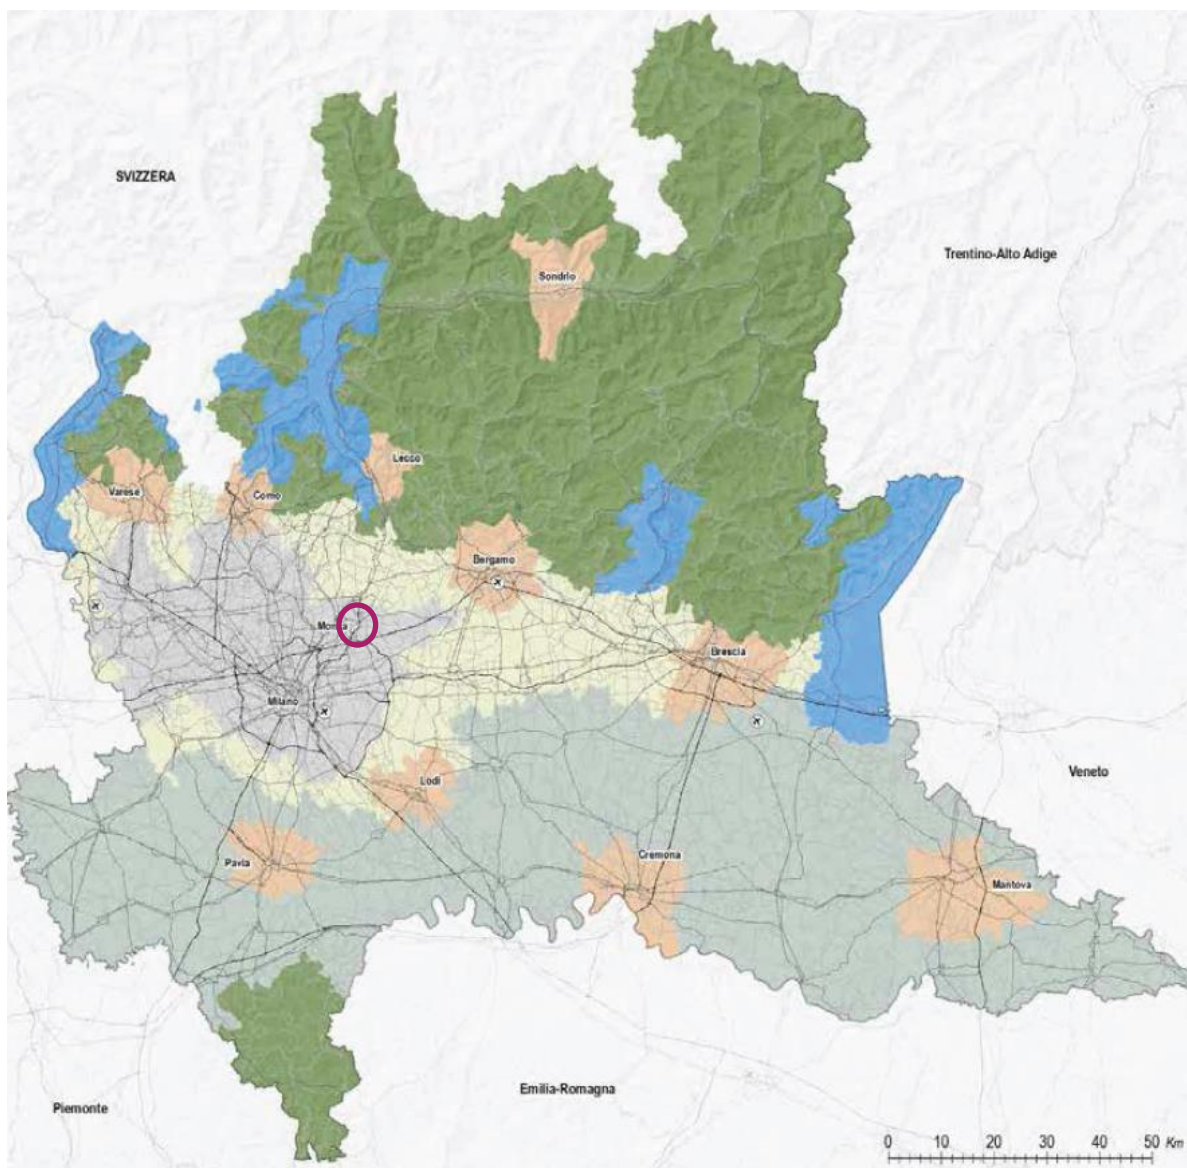 SVIZZERA
Trentino-Alto Adige
Sondrio
Lecco
Varese
Como
Bergamo
Brescia
Milano
Veneto
Lodi
Cremona
Pavia
Mantova
Emilia-Romagna
Piemonte
0 10 20 30 40 50 Km